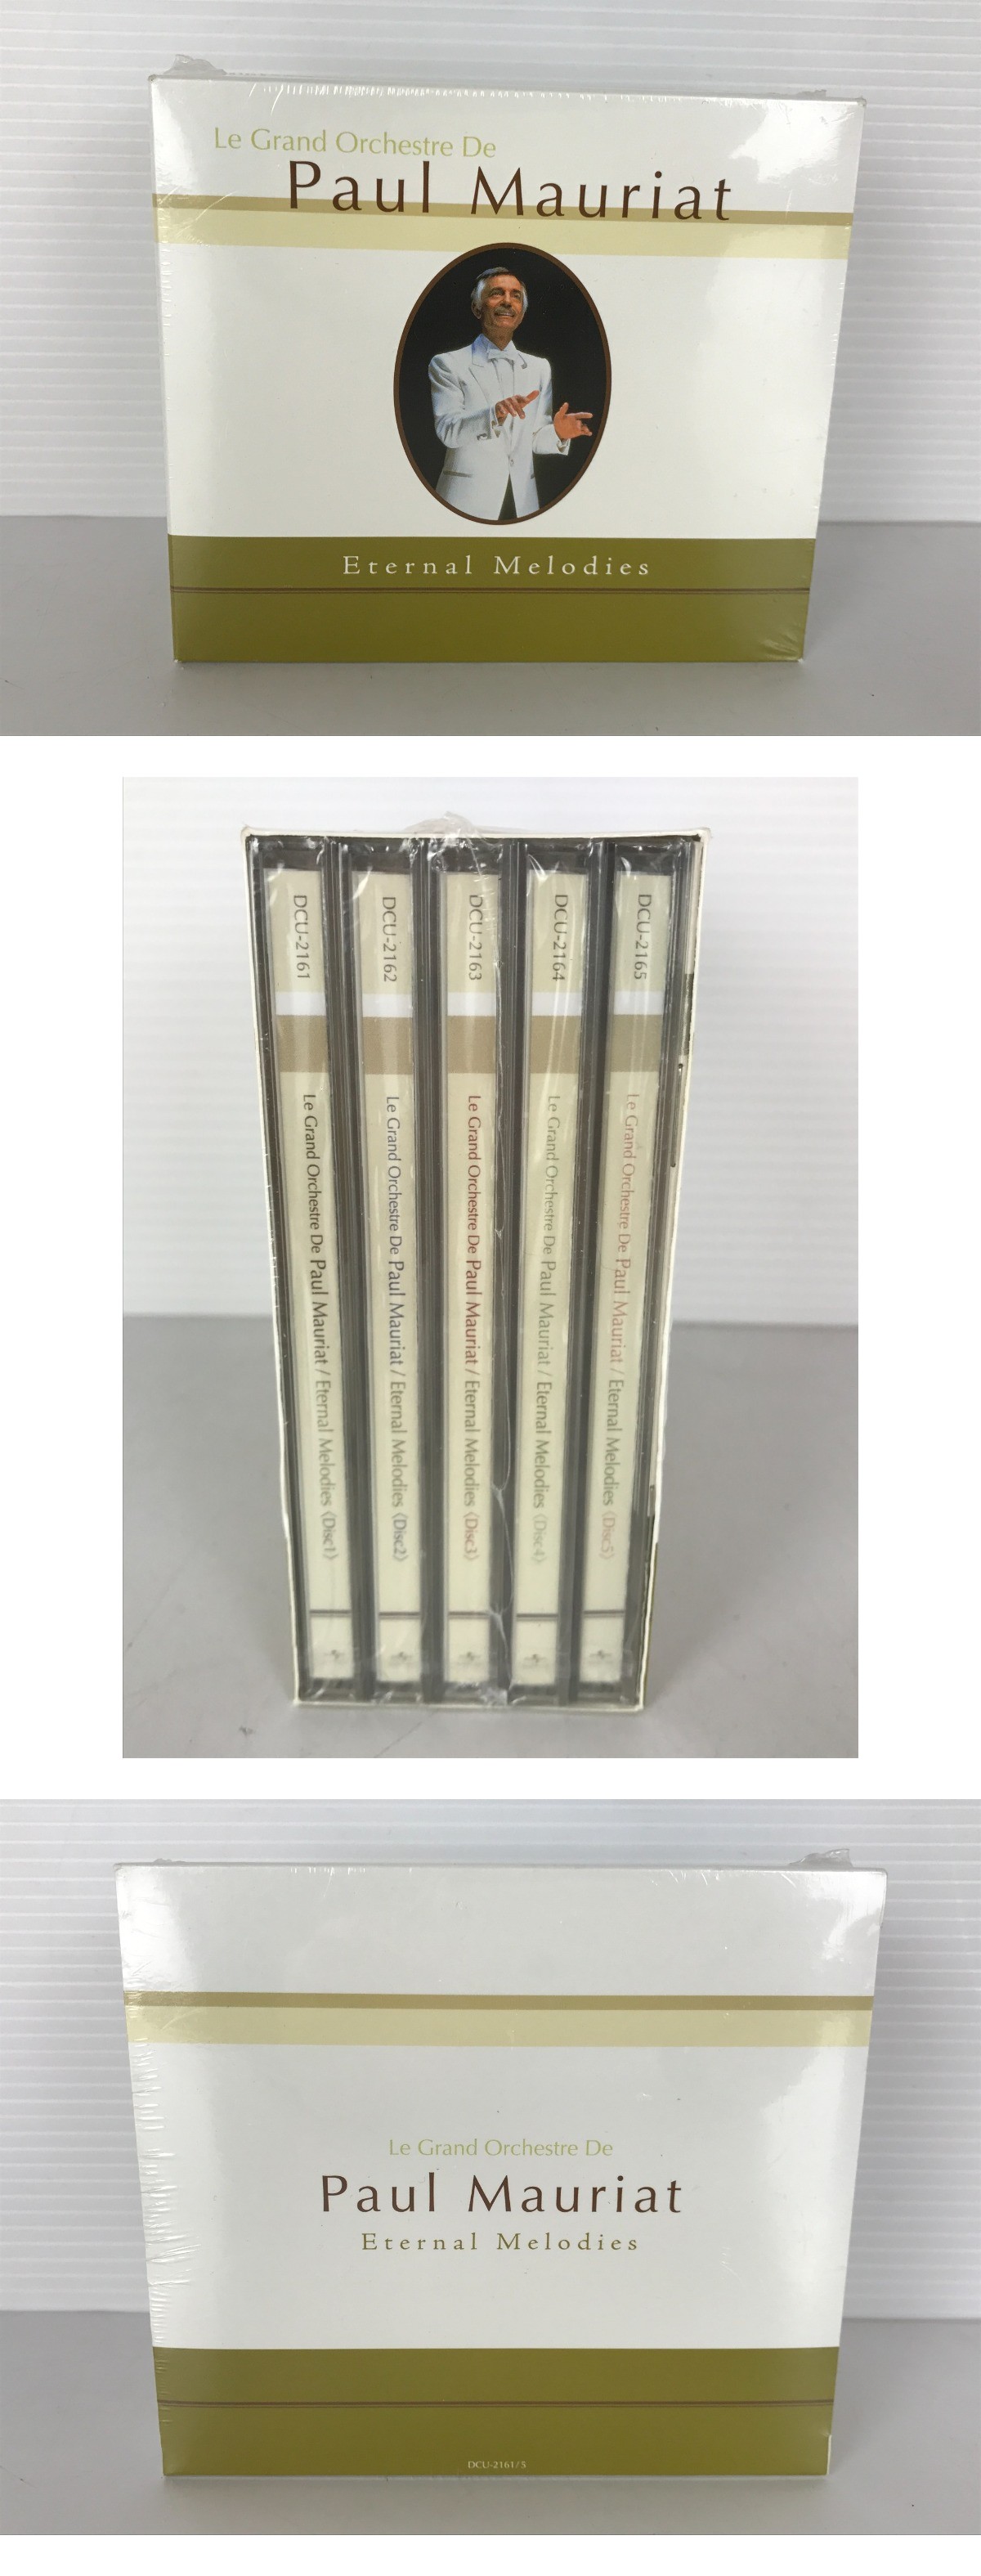 Le Grand Orchestre De
Paul Mauriat
Eternal Melodies
DCU-2161
Le Grand Orchestre De Paul Mauriat / Eternal Melodies 〈Disc1〉
DCU-2162
Le Grand Orchestre De Paul Mauriat / Eternal Melodies 〈Disc2〉
DCU-2163
Le Grand Orchestre De Paul Mauriat / Eternal Melodies 〈Disc3〉
DCU-2164
Le Grand Orchestre De Paul Mauriat / Eternal Melodies 〈Disc4〉
DCU-2165
Le Grand Orchestre De Paul Mauriat / Eternal Melodies 〈Disc5〉
Le Grand Orchestre De
Paul Mauriat
Eternal Melodies
DCU-2161/5